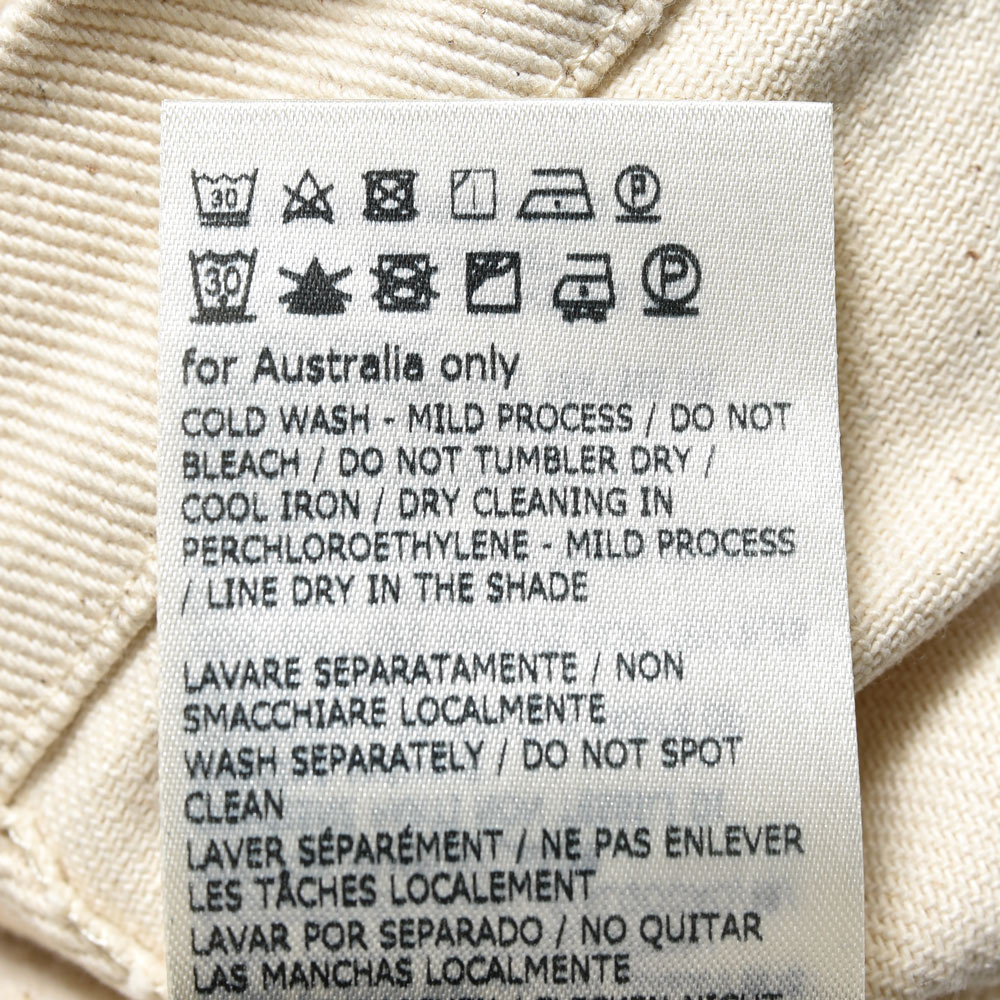 30 P
30 P
for Australia only
COLD WASH - MILD PROCESS / DO NOT
BLEACH / DO NOT TUMBLER DRY /
COOL IRON / DRY CLEANING IN
PERCHLOROETHYLENE - MILD PROCESS
/ LINE DRY IN THE SHADE
LAVARE SEPARATAMENTE / NON
SMACCHIARE LOCALMENTE
WASH SEPARATELY / DO NOT SPOT
CLEAN
LAVER SÉPARÉMENT / NE PAS ENLEVER
LES TÂCHES LOCALEMENT
LAVAR POR SEPARADO / NO QUITAR
LAS MANCHAS LOCALMENTE